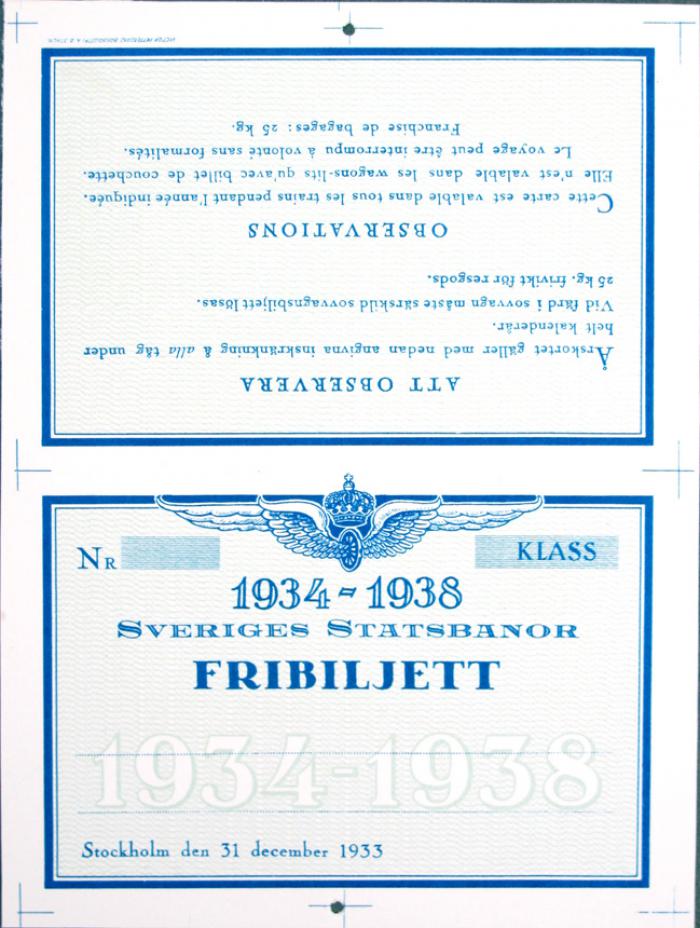 ATT OBSERVERA
Årskortet gäller med nedan angivna inskränkning å alla tåg under
helt kalenderår.
Vid färd i sovvagn måste särskild sovvagnsbiljett lösas.
25 kg. frivikt för resgods.
OBSERVATIONS
Cette carte est valable dans tous les trains pendant l'année indiquée.
Elle n'est valable dans les wagons-lits qu'avec billet de couchette.
Le voyage peut être interrompu à volonté sans formalités.
Franchise de bagages: 25 kg.
NR KLASS
1934-1938
SVERIGES STATSBANOR
FRIBILJETT
1934-1938
Stockholm den 31 december 1933